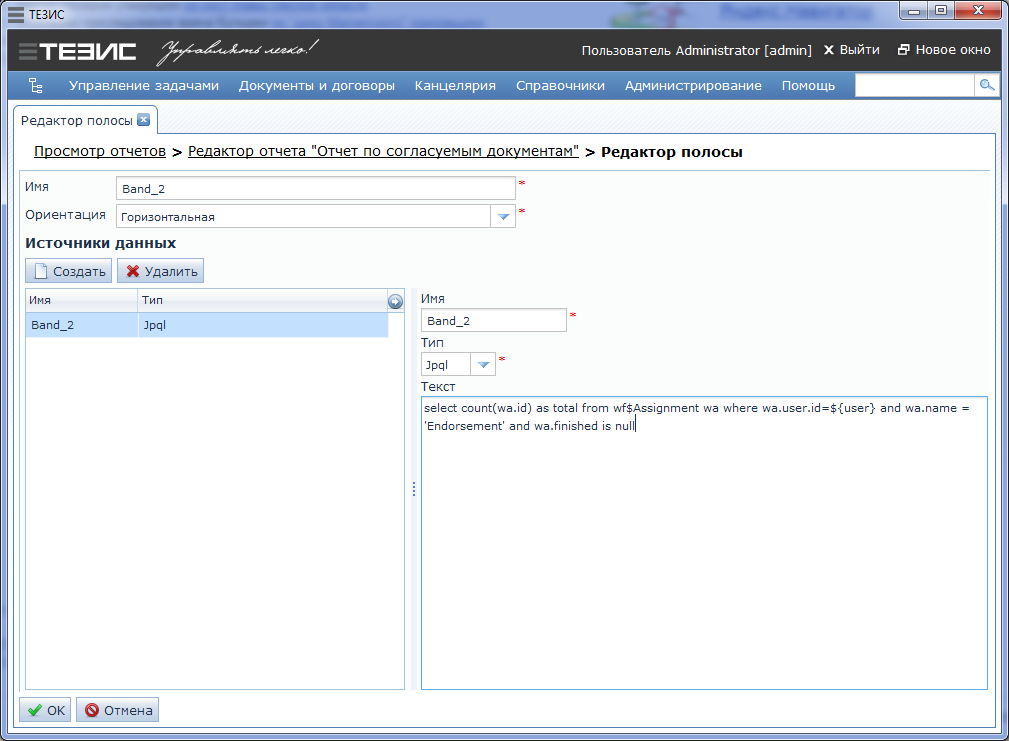 ТЕЗИС
ТЕЗИС Управлять легко!
Пользователь Administrator [admin] Выйти Новое окно
Управление задачами Документы и договоры Канцелярия Справочники Администрирование Помощь
Редактор полосы
Просмотр отчетов > Редактор отчета "Отчет по согласуемым документам" > Редактор полосы
Имя Band_2 *
Ориентация Горизонтальная *
Источники данных
Создать Удалить
Имя Тип
Band_2 Jpql
Имя
Band_2 *
Тип
Jpql *
Текст
select count(wa.id) as total from wf$Assignment wa where wa.user.id=${user} and wa.name =
'Endorsement' and wa.finished is null
OK Отмена